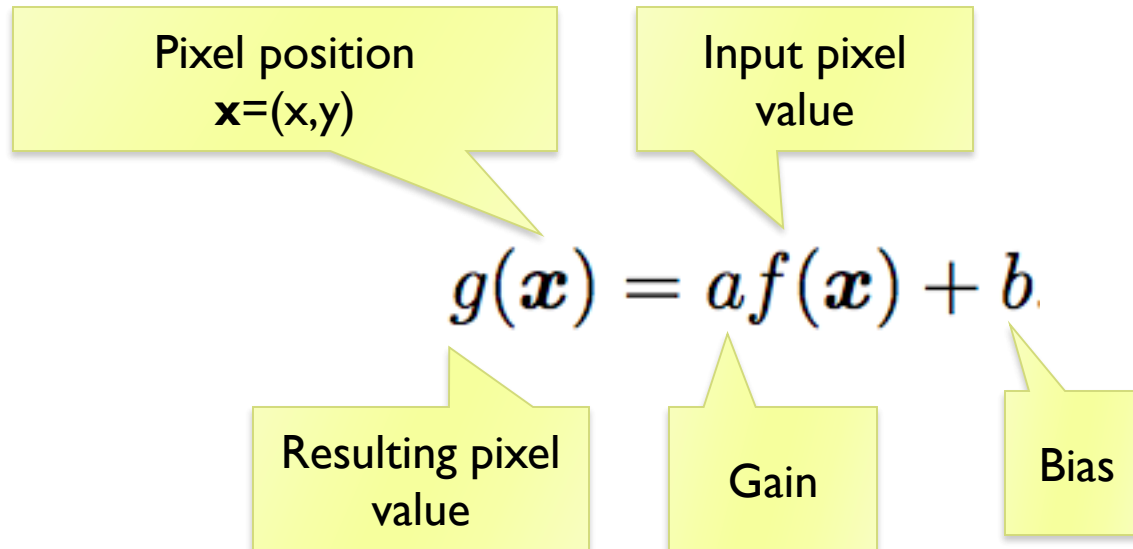 Pixel position
x=(x,y)
Input pixel
value
g(x) = af(x) + b.
Resulting pixel
value
Gain
Bias